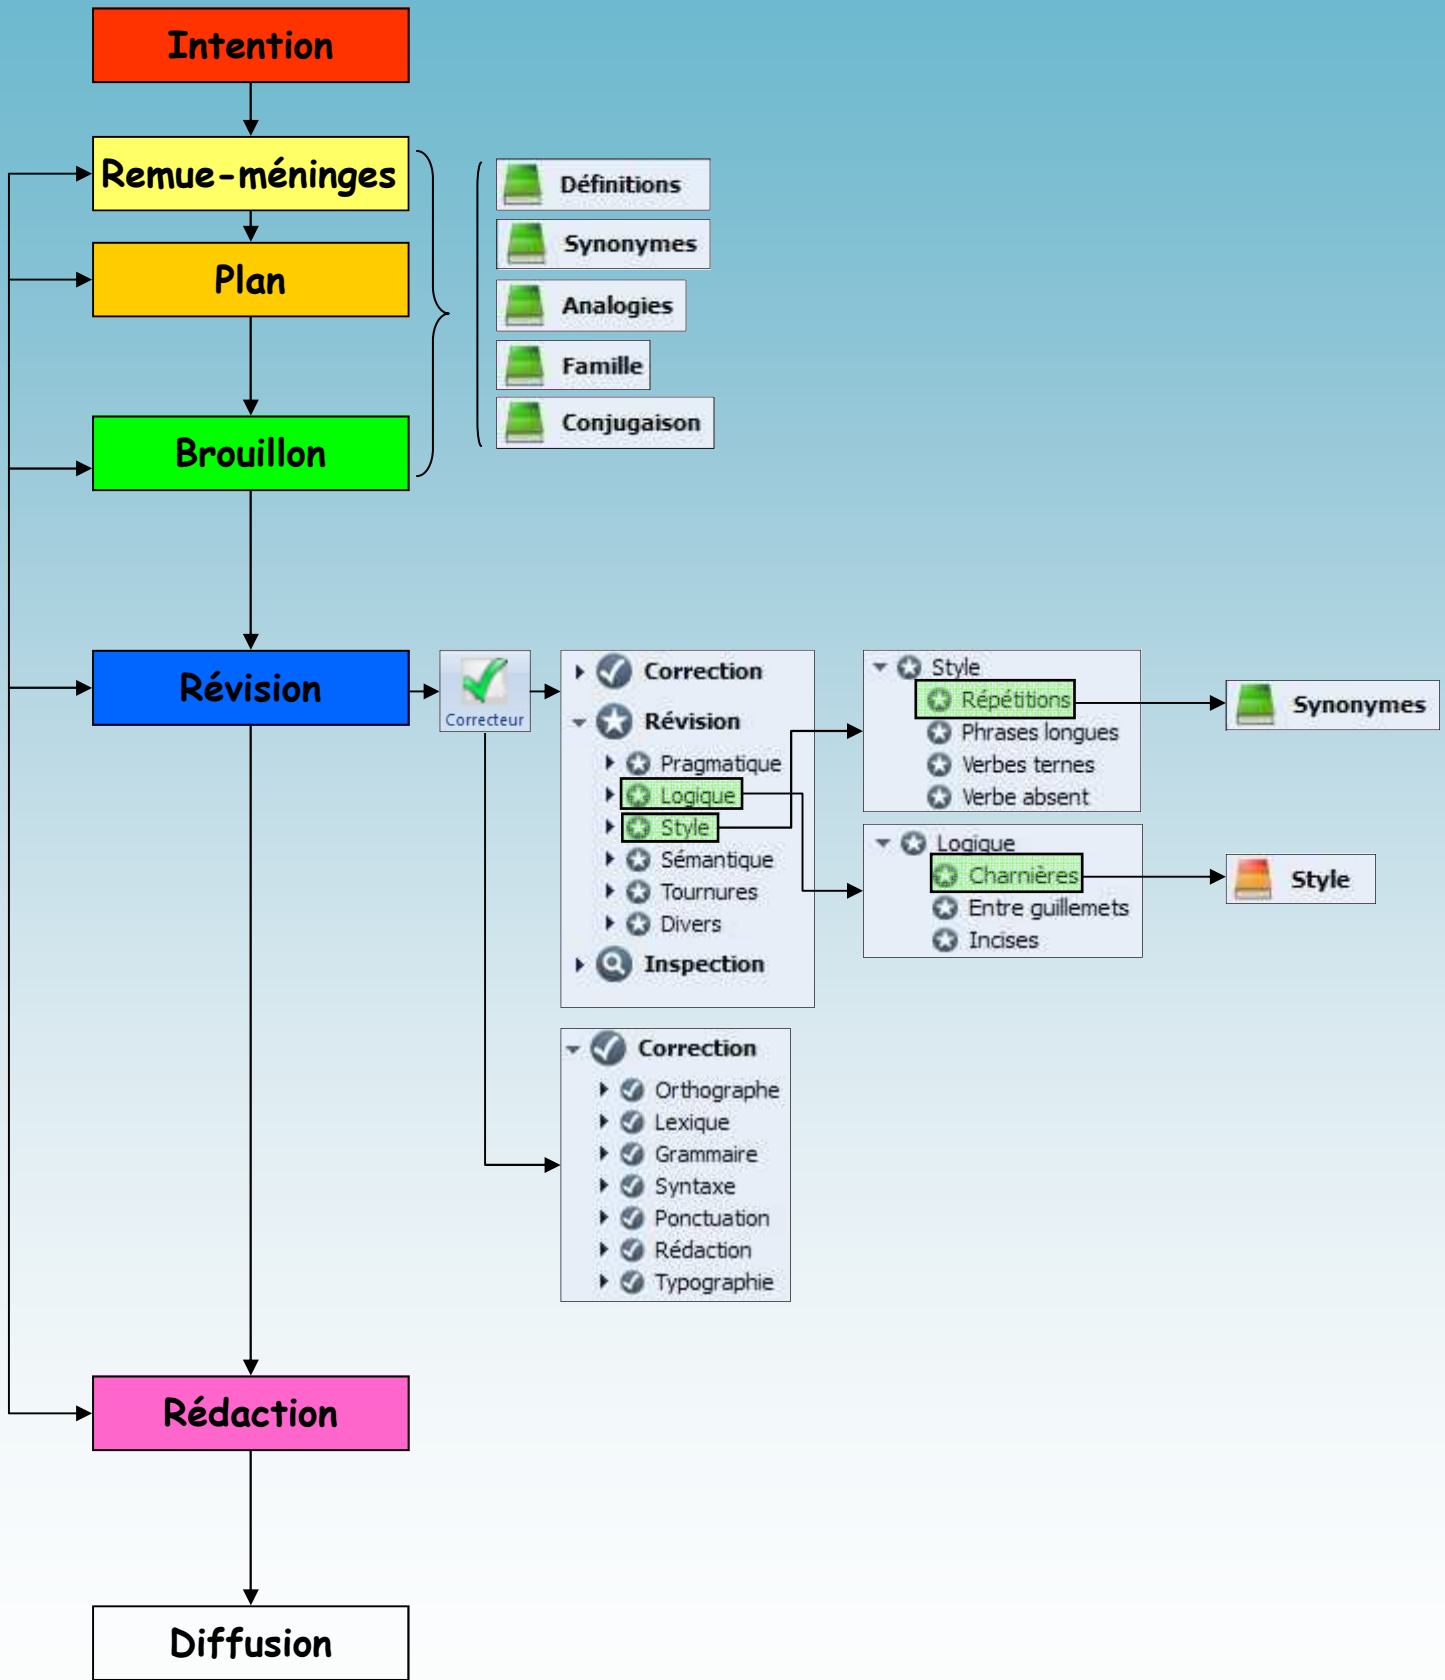 Intention
Remue-méninges
Plan
Brouillon
Définitions
Synonymes
Analogies
Famille
Conjugaison
Révision
Correcteur
Correction
Révision
Pragmatique
Logique
Style
Sémantique
Tournures
Divers
Inspection
Style
Répétitions
Phrases longues
Verbes ternes
Verbe absent
Synonymes
Logique
Charnières
Entre guillemets
Incises
Style
Correction
Orthographe
Lexique
Grammaire
Syntaxe
Ponctuation
Rédaction
Typographie
Rédaction
Diffusion